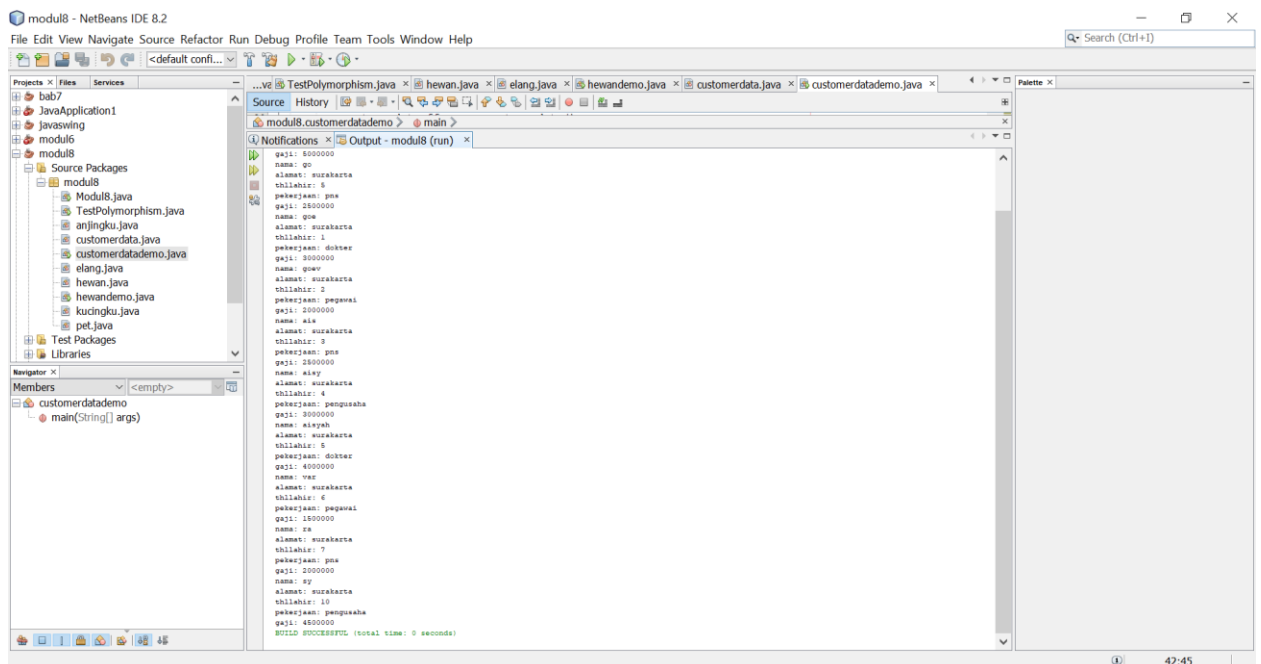 modul8 - NetBeans IDE 8.2
File Edit View Navigate Source Refactor Run Debug Profile Team Tools Window Help
Search (Ctrl+I)
<default confi...
Projects Files Services
...va TestPolymorphism.java hewan.java elang.java hewandemo.java customerdata.java customerdatademo.java
Palette
bab7
JavaApplication1
javaswing
modul6
modul8
Source Packages
modul8
Modul8.java
TestPolymorphism.java
anjingku.java
customerdata.java
customerdatademo.java
elang.java
hewan.java
hewandemo.java
kucingku.java
pet.java
Test Packages
Libraries
Navigator
Members <empty>
customerdatademo
main(String[] args)
Source History
modul8.customerdatademo main
Notifications Output - modul8 (run)
gaji: 5000000
nama: go
alamat: surakarta
thllahir: 5
pekerjaan: pns
gaji: 2500000
nama: goe
alamat: surakarta
thllahir: 1
pekerjaan: dokter
gaji: 3000000
nama: goev
alamat: surakarta
thllahir: 2
pekerjaan: pegawai
gaji: 2000000
nama: ais
alamat: surakarta
thllahir: 3
pekerjaan: pns
gaji: 2500000
nama: aisy
alamat: surakarta
thllahir: 4
pekerjaan: pengusaha
gaji: 3000000
nama: aisyah
alamat: surakarta
thllahir: 5
pekerjaan: dokter
gaji: 4000000
nama: var
alamat: surakarta
thllahir: 6
pekerjaan: pegawai
gaji: 1500000
nama: ra
alamat: surakarta
thllahir: 7
pekerjaan: pns
gaji: 2000000
nama: sy
alamat: surakarta
thllahir: 10
pekerjaan: pengusaha
gaji: 4500000
BUILD SUCCESSFUL (total time: 0 seconds)
42:45